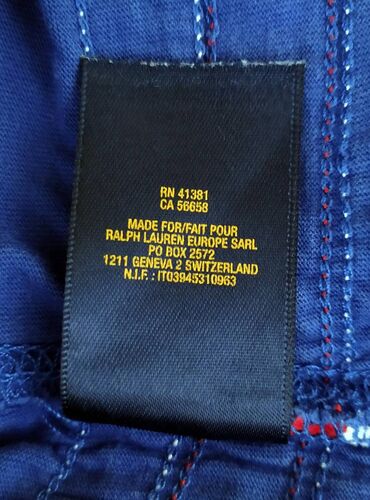 RN 41381
CA 56658
MADE FOR/FAIT POUR
RALPH LAUREN EUROPE SARL
PO BOX 2572
1211 GENEVA 2 SWITZERLAND
N.I.F. : IT03945310963